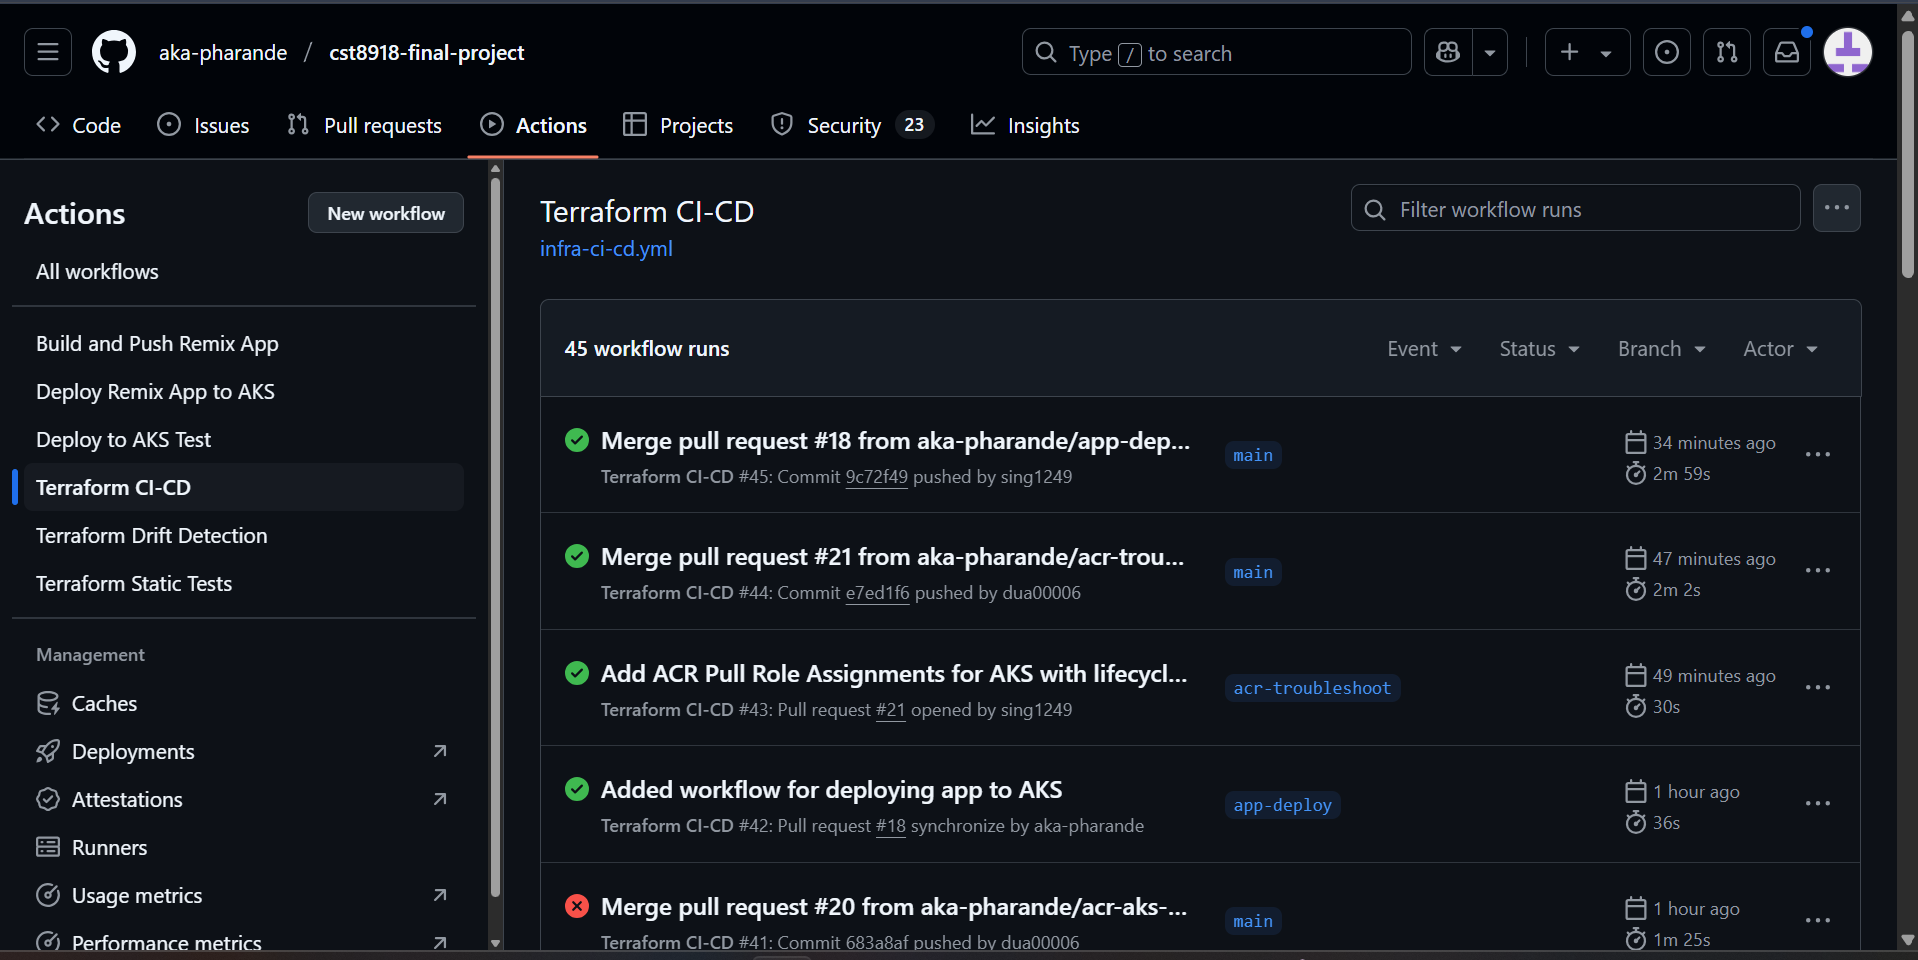 aka-pharande / cst8918-final-project
Type / to search
Code
Issues
Pull requests
Actions
Projects
Security 23
Insights
Actions
New workflow
All workflows
Build and Push Remix App
Deploy Remix App to AKS
Deploy to AKS Test
Terraform CI-CD
Terraform Drift Detection
Terraform Static Tests
Management
Caches
Deployments
Attestations
Runners
Usage metrics
Performance metrics
Terraform CI-CD
infra-ci-cd.yml
Filter workflow runs
45 workflow runs
Event
Status
Branch
Actor
Merge pull request #18 from aka-pharande/app-dep...
Terraform CI-CD #45: Commit 9c72f49 pushed by sing1249
main
34 minutes ago
2m 59s
Merge pull request #21 from aka-pharande/acr-trou...
Terraform CI-CD #44: Commit e7ed1f6 pushed by dua00006
main
47 minutes ago
2m 2s
Add ACR Pull Role Assignments for AKS with lifecycl...
Terraform CI-CD #43: Pull request #21 opened by sing1249
acr-troubleshoot
49 minutes ago
30s
Added workflow for deploying app to AKS
Terraform CI-CD #42: Pull request #18 synchronize by aka-pharande
app-deploy
1 hour ago
36s
Merge pull request #20 from aka-pharande/acr-aks-...
Terraform CI-CD #41: Commit 683a8af pushed by dua00006
main
1 hour ago
1m 25s